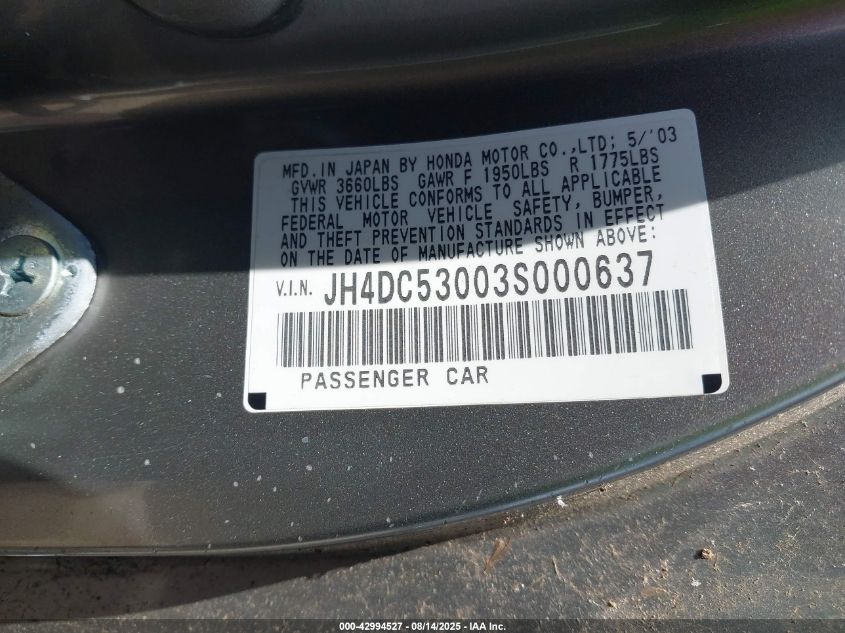 MFD.IN JAPAN BY HONDA MOTOR CO.,LTD; 5/'03
GVWR 3660LBS GAWR F 1950LBS R 1775LBS
THIS VEHICLE CONFORMS TO ALL APPLICABLE
FEDERAL MOTOR VEHICLE SAFETY, BUMPER,
AND THEFT PREVENTION STANDARDS IN EFFECT
ON THE DATE OF MANUFACTURE SHOWN ABOVE:
V.I.N. JH4DC53003S000637
PASSENGER CAR
000-42994527 - 08/14/2025 - IAA Inc.